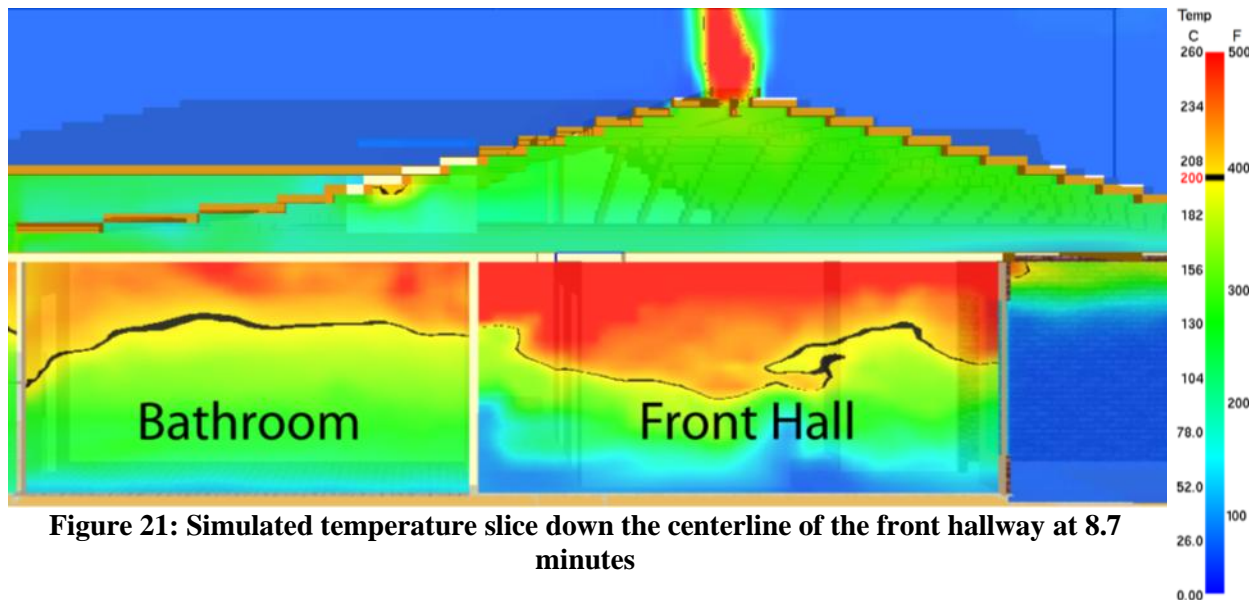 Temp
C F
260 500
234
208
400
200
182
156
300
130
104
200
78.0
52.0
100
26.0
0.00
Bathroom
Front Hall
Figure 21: Simulated temperature slice down the centerline of the front hallway at 8.7
minutes